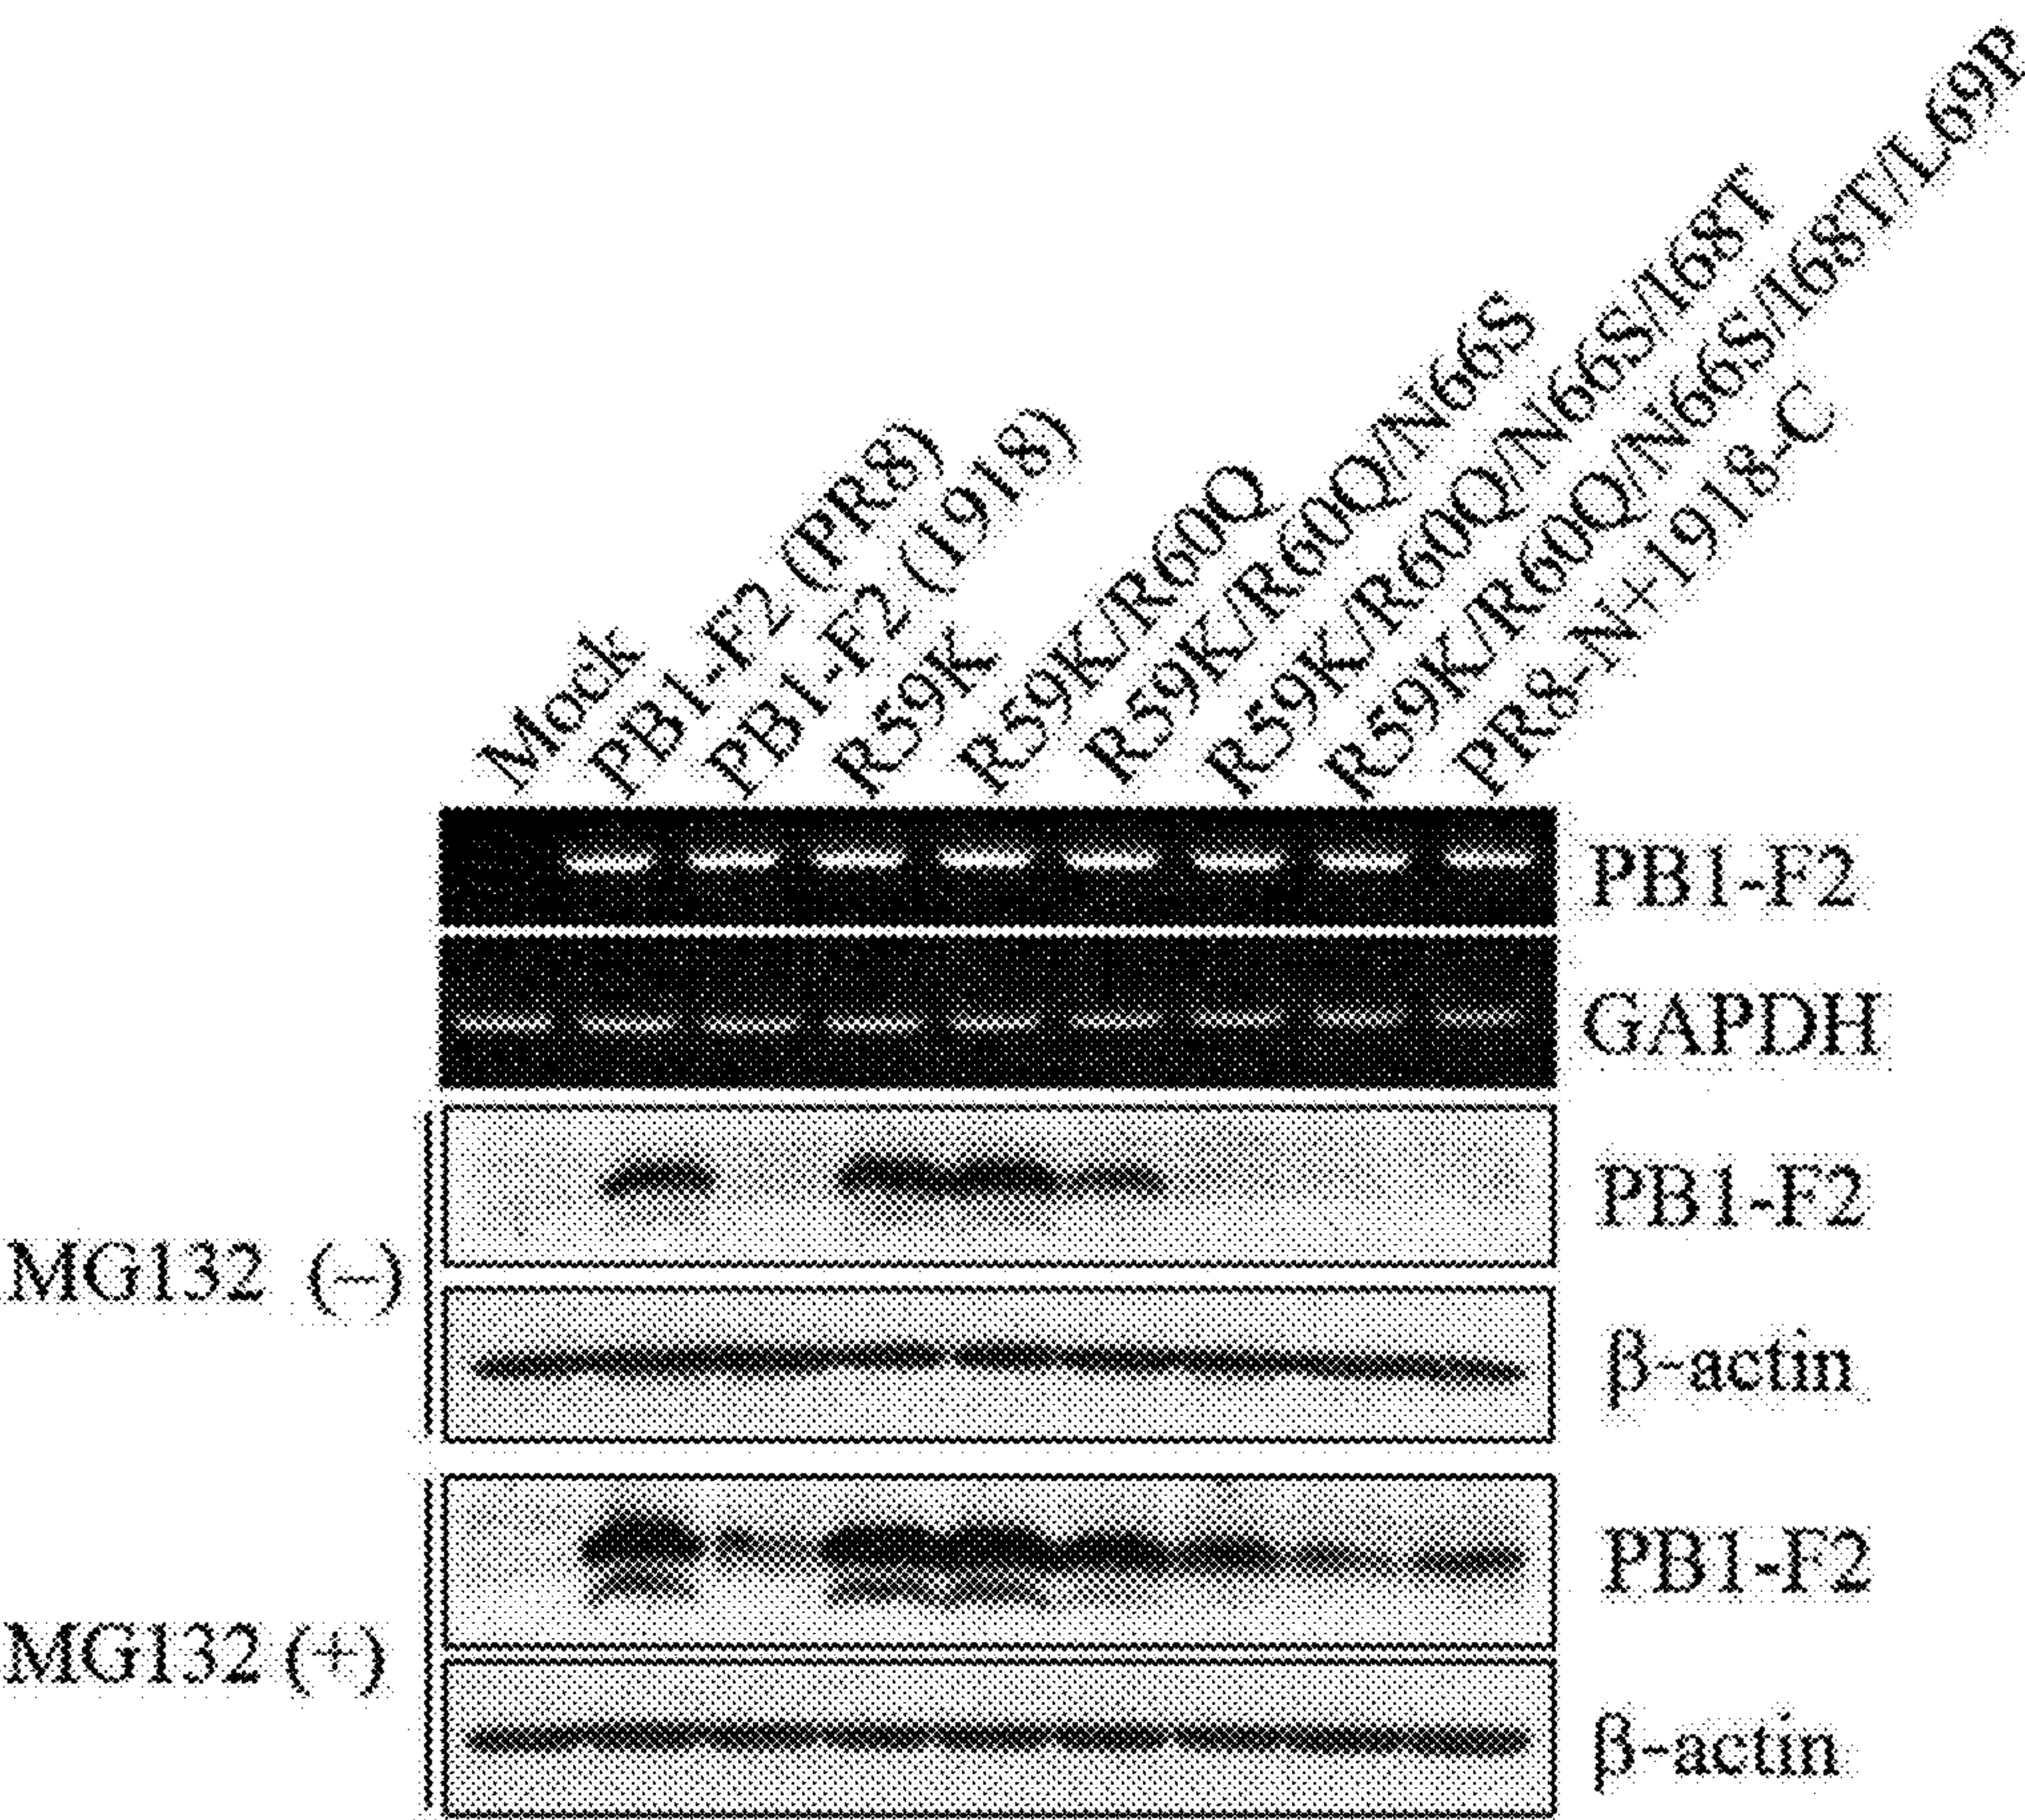 Mock
PB1-F2 (PR8)
PB1-F2 (1918)
R59K
R59K/R60Q
R59K/R60Q/N66S
R59K/R60Q/N66S/I68T
R59K/R60Q/N66S/I68T/L69P
PR8-N+1918-C
PB1-F2
GAPDH
MG132 (-)
PB1-F2
β-actin
MG132 (+)
PB1-F2
β-actin